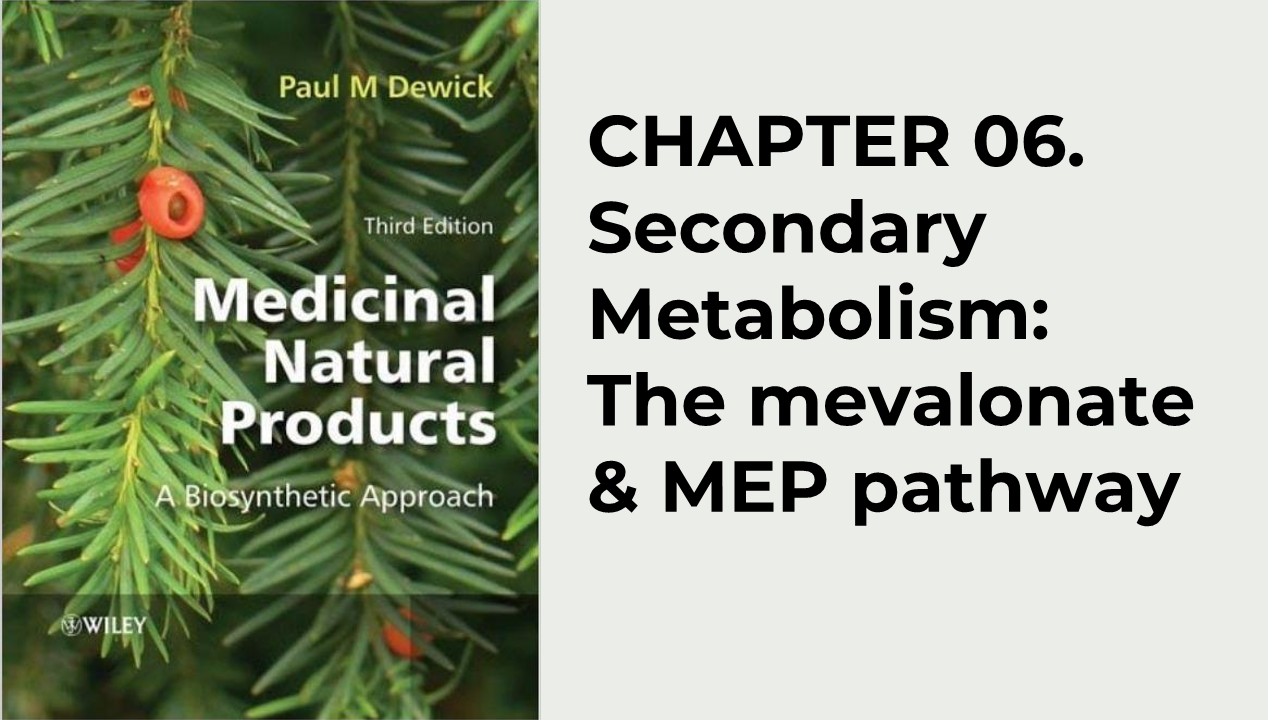 Paul M Dewick
Third Edition
Medicinal
Natural
Products
A Biosynthetic Approach
WILEY
CHAPTER 06.
Secondary
Metabolism:
The mevalonate
& MEP pathway